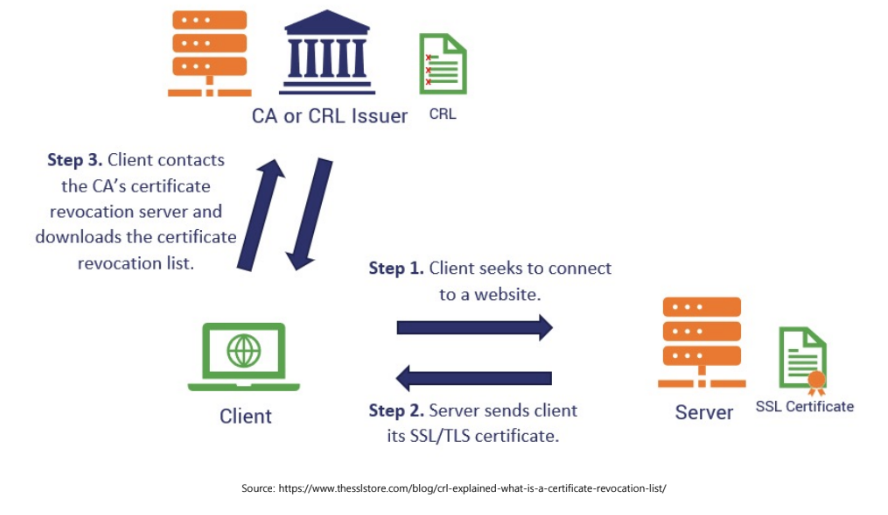 CA or CRL Issuer
CRL
Step 3. Client contacts
the CA's certificate
revocation server and
downloads the certificate
revocation list.
Step 1. Client seeks to connect
to a website.
Client
Step 2. Server sends client
its SSL/TLS certificate.
Server
SSL Certificate
Source: https://www.thesslstore.com/blog/crl-explained-what-is-a-certificate-revocation-list/